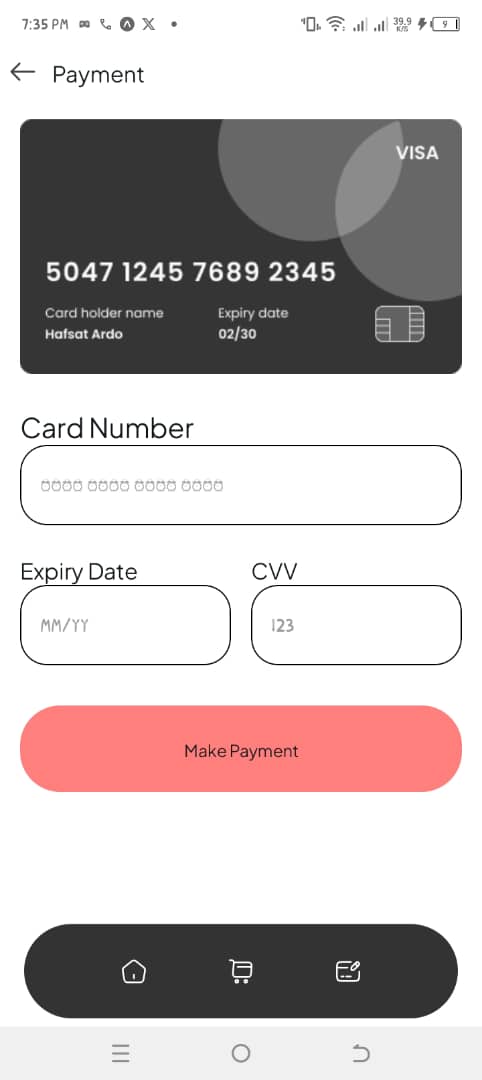 7:35 PM
39.9
K/S
9
Payment
VISA
5047 1245 7689 2345
Card holder name
Expiry date
Hafsat Ardo
02/30
Card Number
0000 0000 0000 0000
Expiry Date
CVV
MM/YY
123
Make Payment